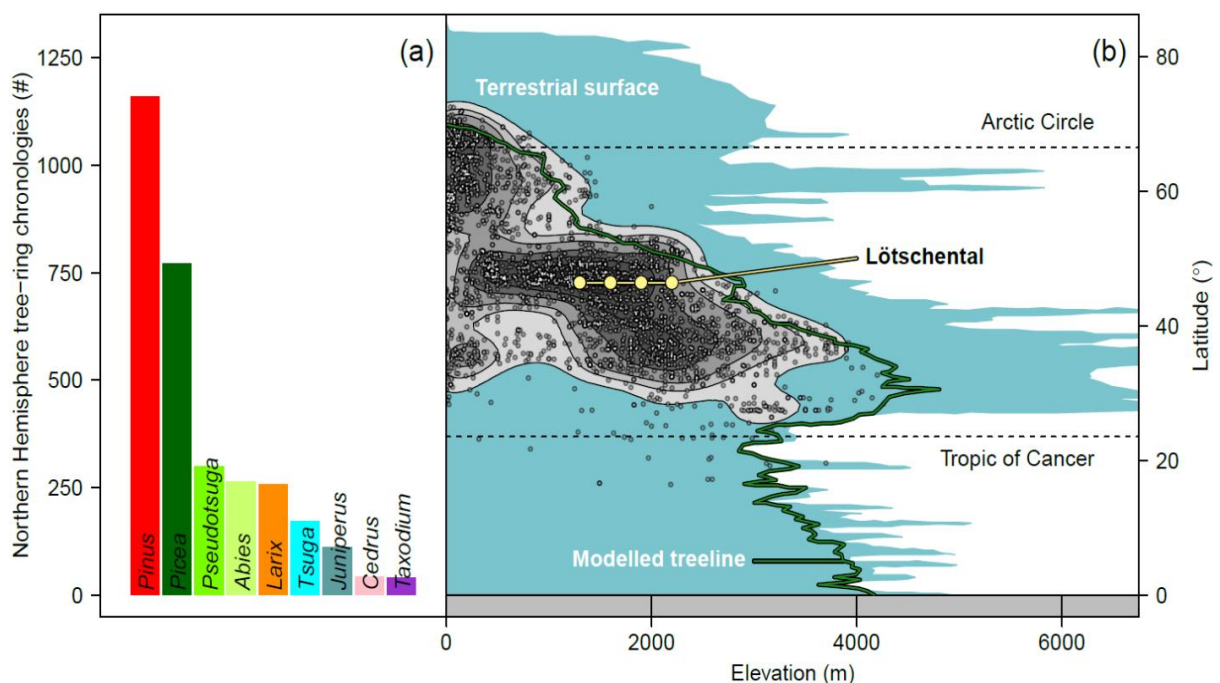 Northern Hemisphere tree-ring chronologies (#)
1250
1000
750
500
250
0
(a)
Pinus
Picea
Pseudotsuga
Abies
Larix
Tsuga
Juniperus
Cedrus
Taxodium
(b)
Terrestrial surface
Arctic Circle
Lötschental
Tropic of Cancer
Modelled treeline
80
60
40
20
0
Latitude (°)
0 2000 4000 6000
Elevation (m)